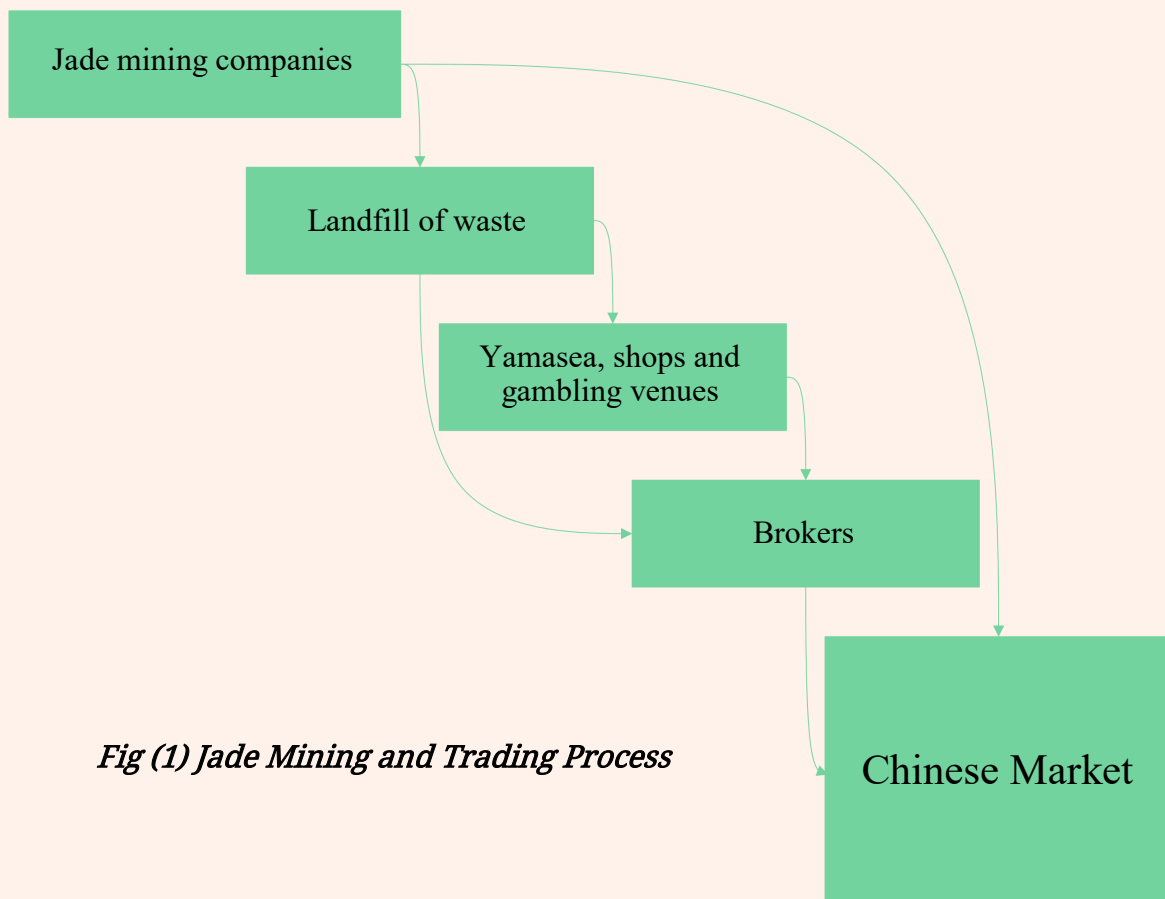 Jade mining companies
Landfill of waste
Yamasea, shops and
gambling venues
Brokers
Chinese Market
Fig (1) Jade Mining and Trading Process